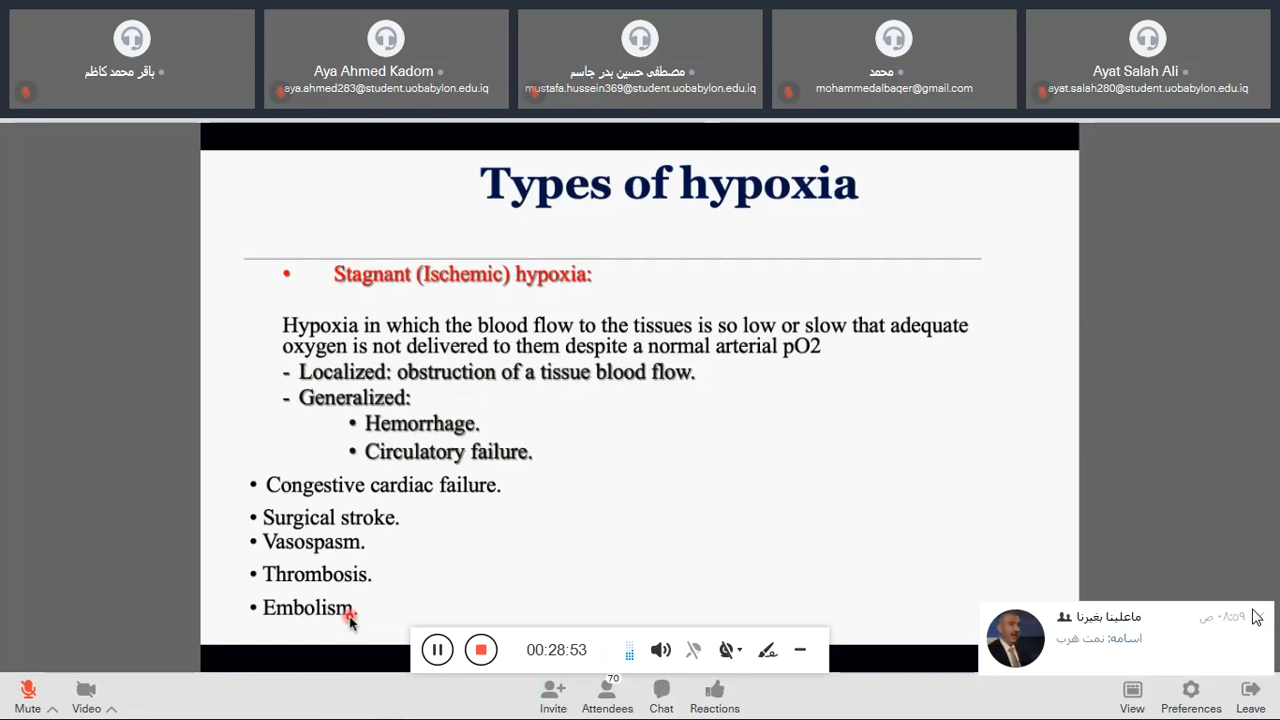 باقر محمد كاظم
Aya Ahmed Kadom
aya.ahmed283@student.uobabylon.edu.iq
مصطفى حسين بدر جاسم
mustafa.hussein369@student.uobabylon.edu.iq
محمد
mohammedalbaqer@gmail.com
Ayat Salah Ali
ayat.salah280@student.uobabylon.edu.iq
Types of hypoxia
• Stagnant (Ischemic) hypoxia:
Hypoxia in which the blood flow to the tissues is so low or slow that adequate
oxygen is not delivered to them despite a normal arterial pO2
- Localized: obstruction of a tissue blood flow.
- Generalized:
• Hemorrhage.
• Circulatory failure.
• Congestive cardiac failure.
• Surgical stroke.
• Vasospasm.
• Thrombosis.
• Embolism.
ماعلينا بغيرنا
٠٨:٥٩ ص
اسامه: نمت هرب
00:28:53
Mute
Video
Invite
70
Attendees
Chat
Reactions
View
Preferences
Leave